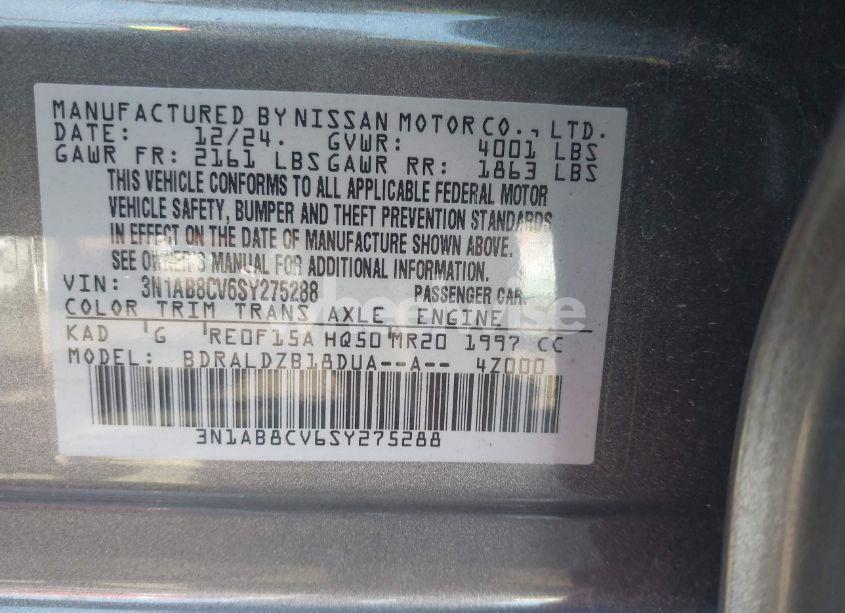 MANUFACTURED BY NISSAN MOTOR CO., LTD.
DATE: 12/24. GVWR: 4001 LBS
GAWR FR: 2161 LBS GAWR RR: 1863 LBS
THIS VEHICLE CONFORMS TO ALL APPLICABLE FEDERAL MOTOR
VEHICLE SAFETY, BUMPER AND THEFT PREVENTION STANDARDS
IN EFFECT ON THE DATE OF MANUFACTURE SHOWN ABOVE.
SEE OWNER'S MANUAL FOR ADDITIONAL INFORMATION
VIN: 3N1AB8CV6SY275288 PASSENGER CAR
COLOR TRIM TRANS AXLE ENGINE
KAD G RE0F15A HQ50 MR20 1997 CC
MODEL: BDRALDZB18DUA--A-- 4Z000
3N1AB8CV6SY275288